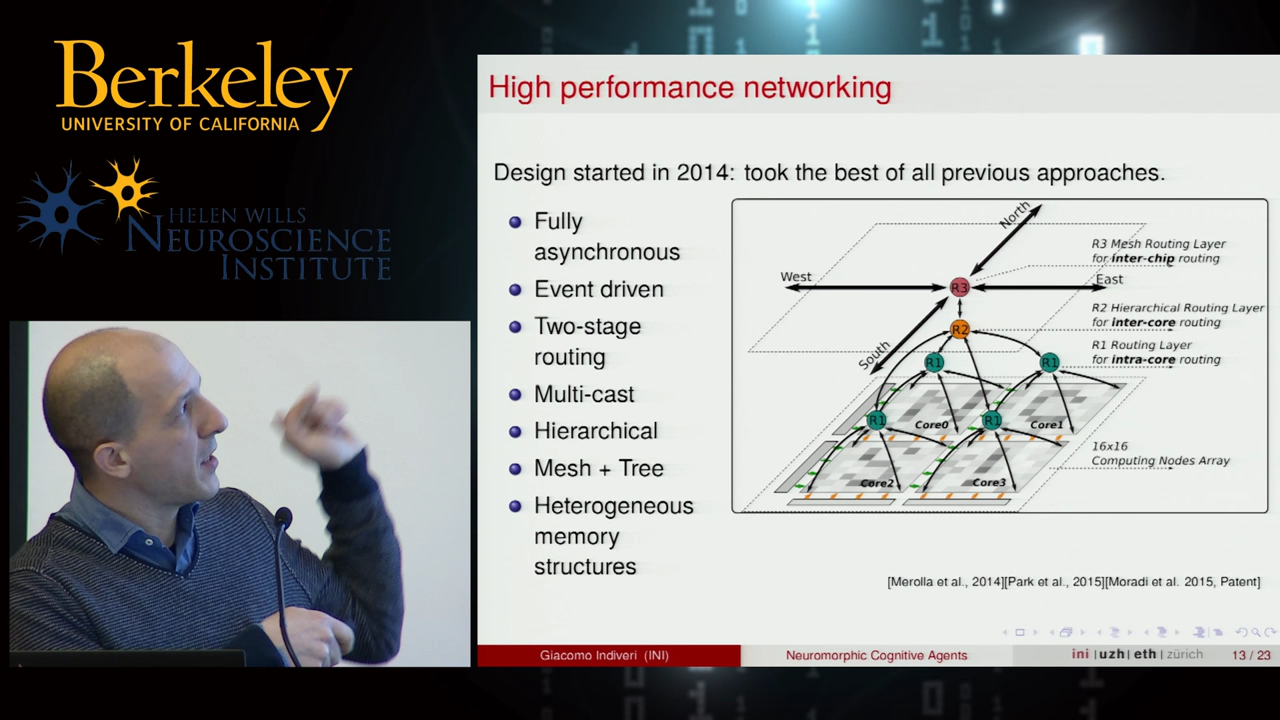 Berkeley
UNIVERSITY OF CALIFORNIA
HELEN WILLS
NEUROSCIENCE
INSTITUTE
High performance networking
Design started in 2014: took the best of all previous approaches.
Fully
asynchronous
Event driven
Two-stage
routing
Multi-cast
Hierarchical
Mesh + Tree
Heterogeneous
memory
structures
North
R3 Mesh Routing Layer
for inter-chip routing
West
East
R3
R2 Hierarchical Routing Layer
for inter-core routing
R2
South
R1 Routing Layer
for intra-core routing
R1
R1
R1
R1
Core0
Core1
16x16
Computing Nodes Array
Core2
Core3
[Merolla et al., 2014][Park et al., 2015][Moradi et al. 2015, Patent]
Giacomo Indiveri (INI)
Neuromorphic Cognitive Agents
ini | uzh | eth | zürich
13 / 23